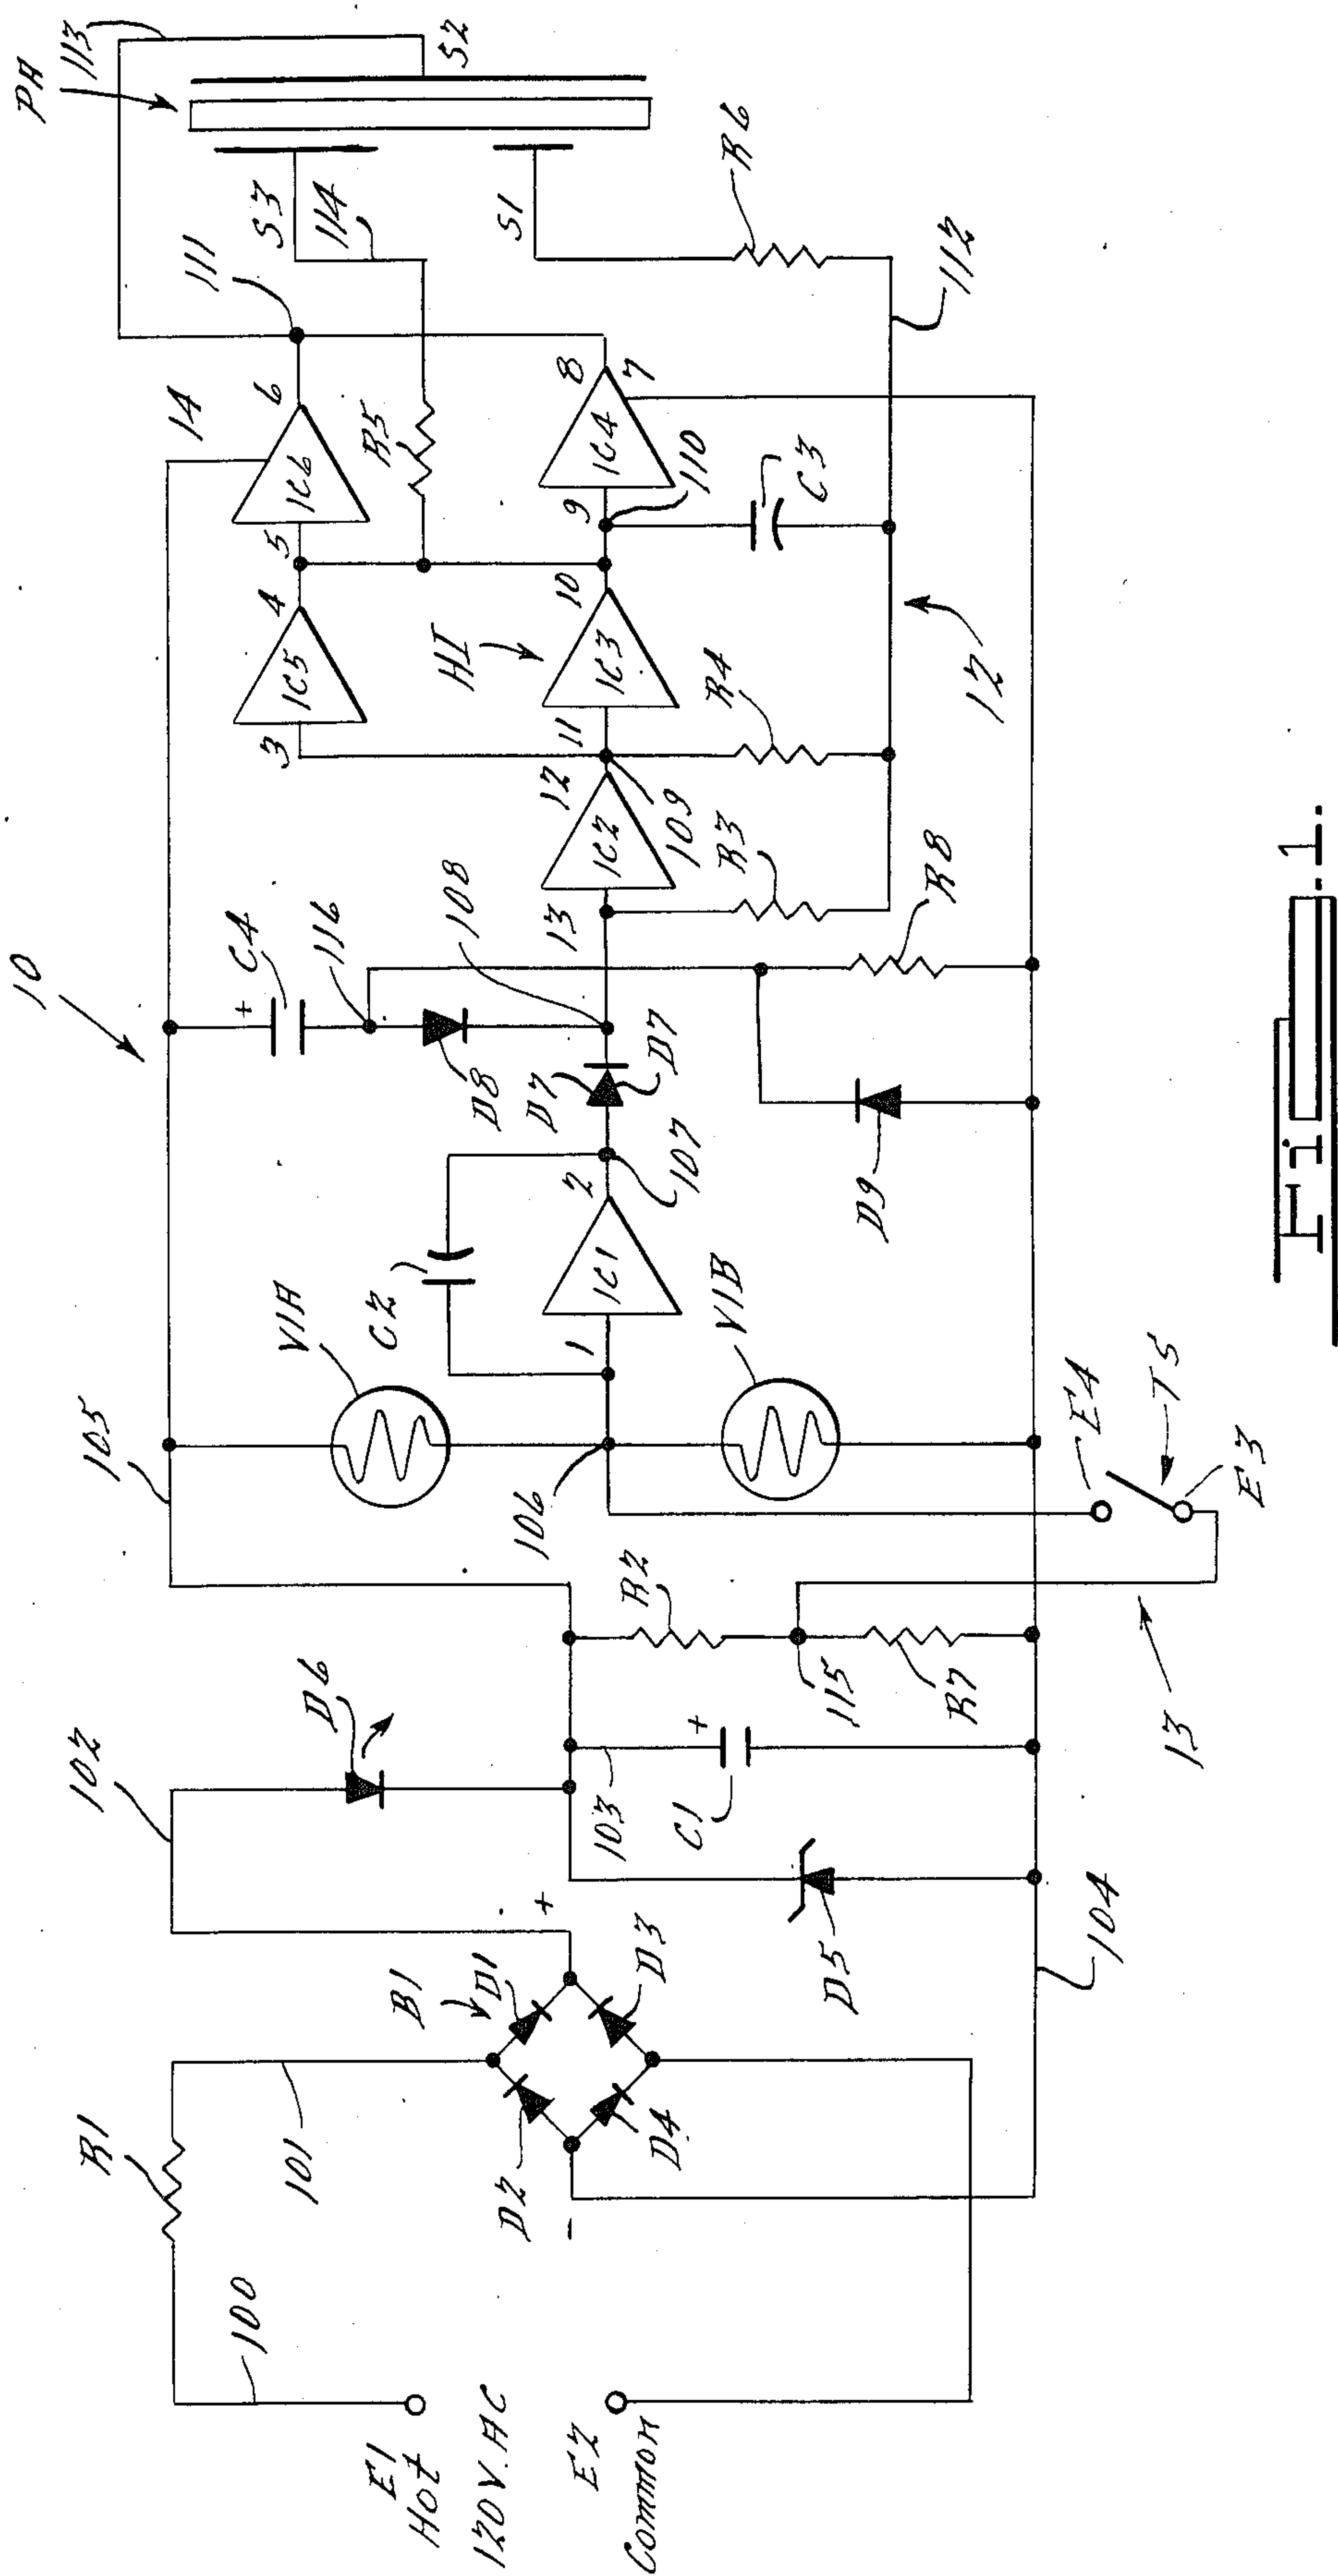 10
PA
113
14
111
S3
114
S2
105
C4
116
102
V1A
HI
3
IC5
4
5
IC6
6
R5
S1
R1
101
100
D6
C2
D8
108
D7
D7
13
IC2
12
11
IC3
10
9
IC4
8
7
R6
E1
Hot
120V. AC
E2
Common
B1
D1
D2
D3
D4
+
-
106
1
IC1
2
107
109
110
R3
R4
C3
112
103
C1
+
R2
115
R7
V1B
D9
R8
12
D5
104
13
E4
TS
E3
+
Fig. 1.